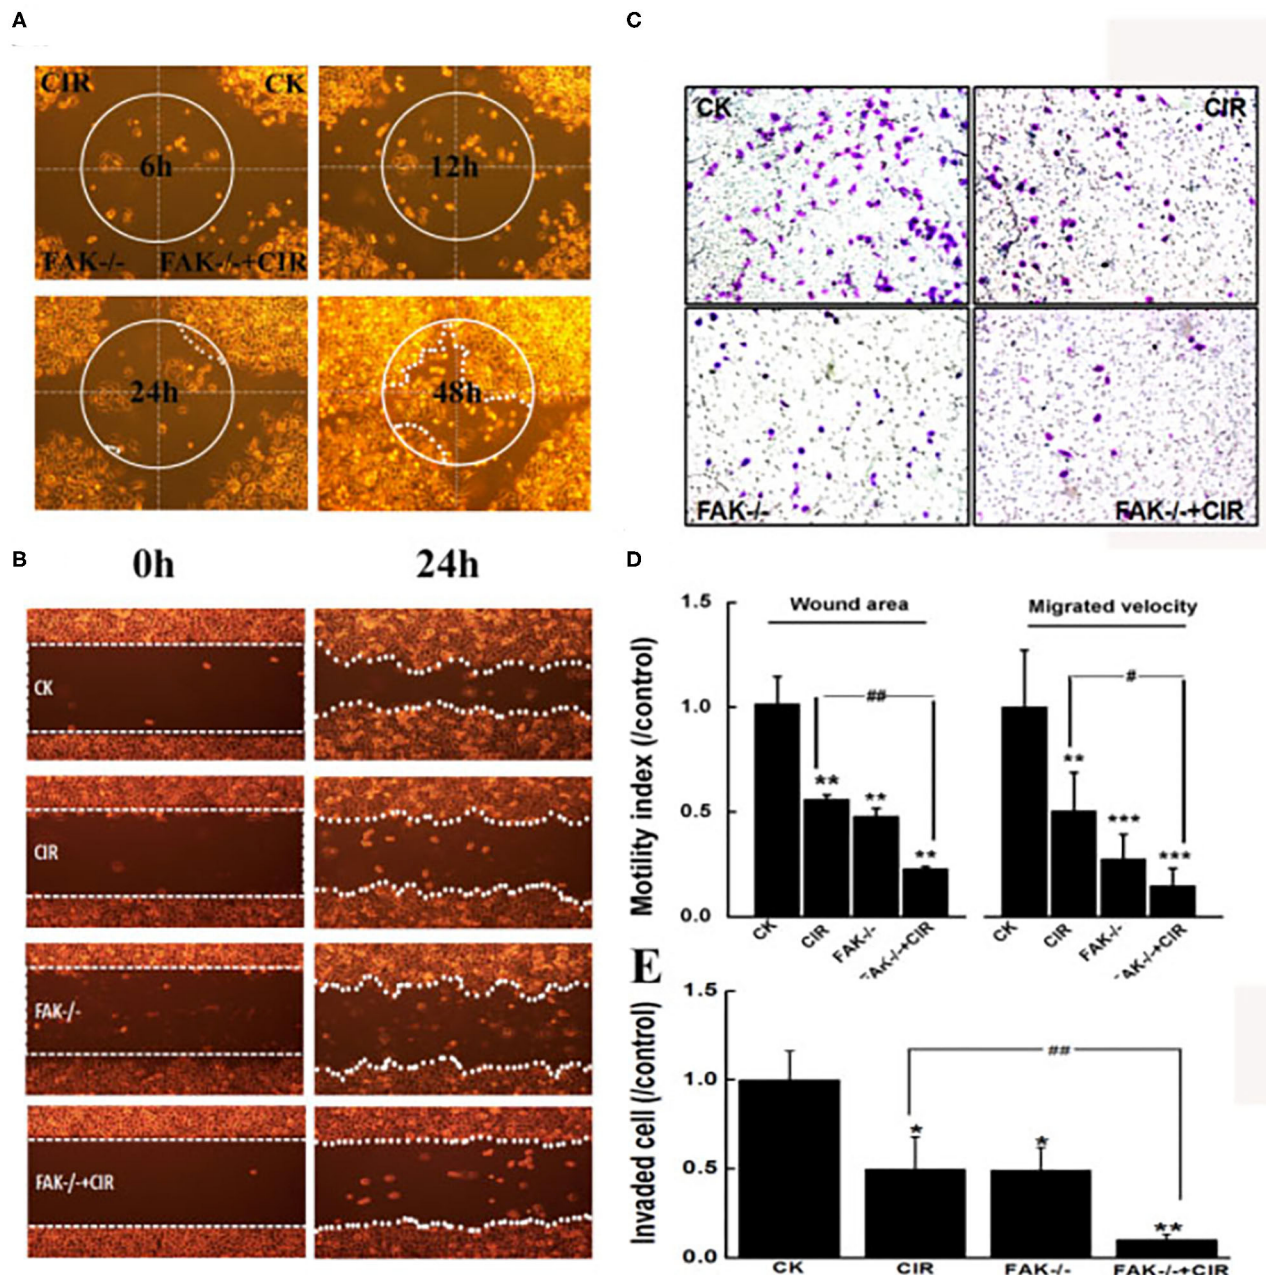 A
CIR
CK
6h
12h
FAK-/-
FAK-/-+CIR
24h
48h
B
0h
24h
CK
CIR
FAK-/-
FAK-/-+CIR
C
CK
CIR
FAK-/-
FAK-/-+CIR
D
Motility index (/control)
1.5
1.0
0.5
0.0
Wound area
Migrated velocity
##
#
**
**
**
**
***
***
CK
CIR
FAK-/-
FAK-/-+CIR
CK
CIR
FAK-/-
FAK-/-+CIR
E
Invaded cell (/control)
1.5
1.0
0.5
0.0
##
*
*
**
CK
CIR
FAK-/-
FAK-/-+CIR